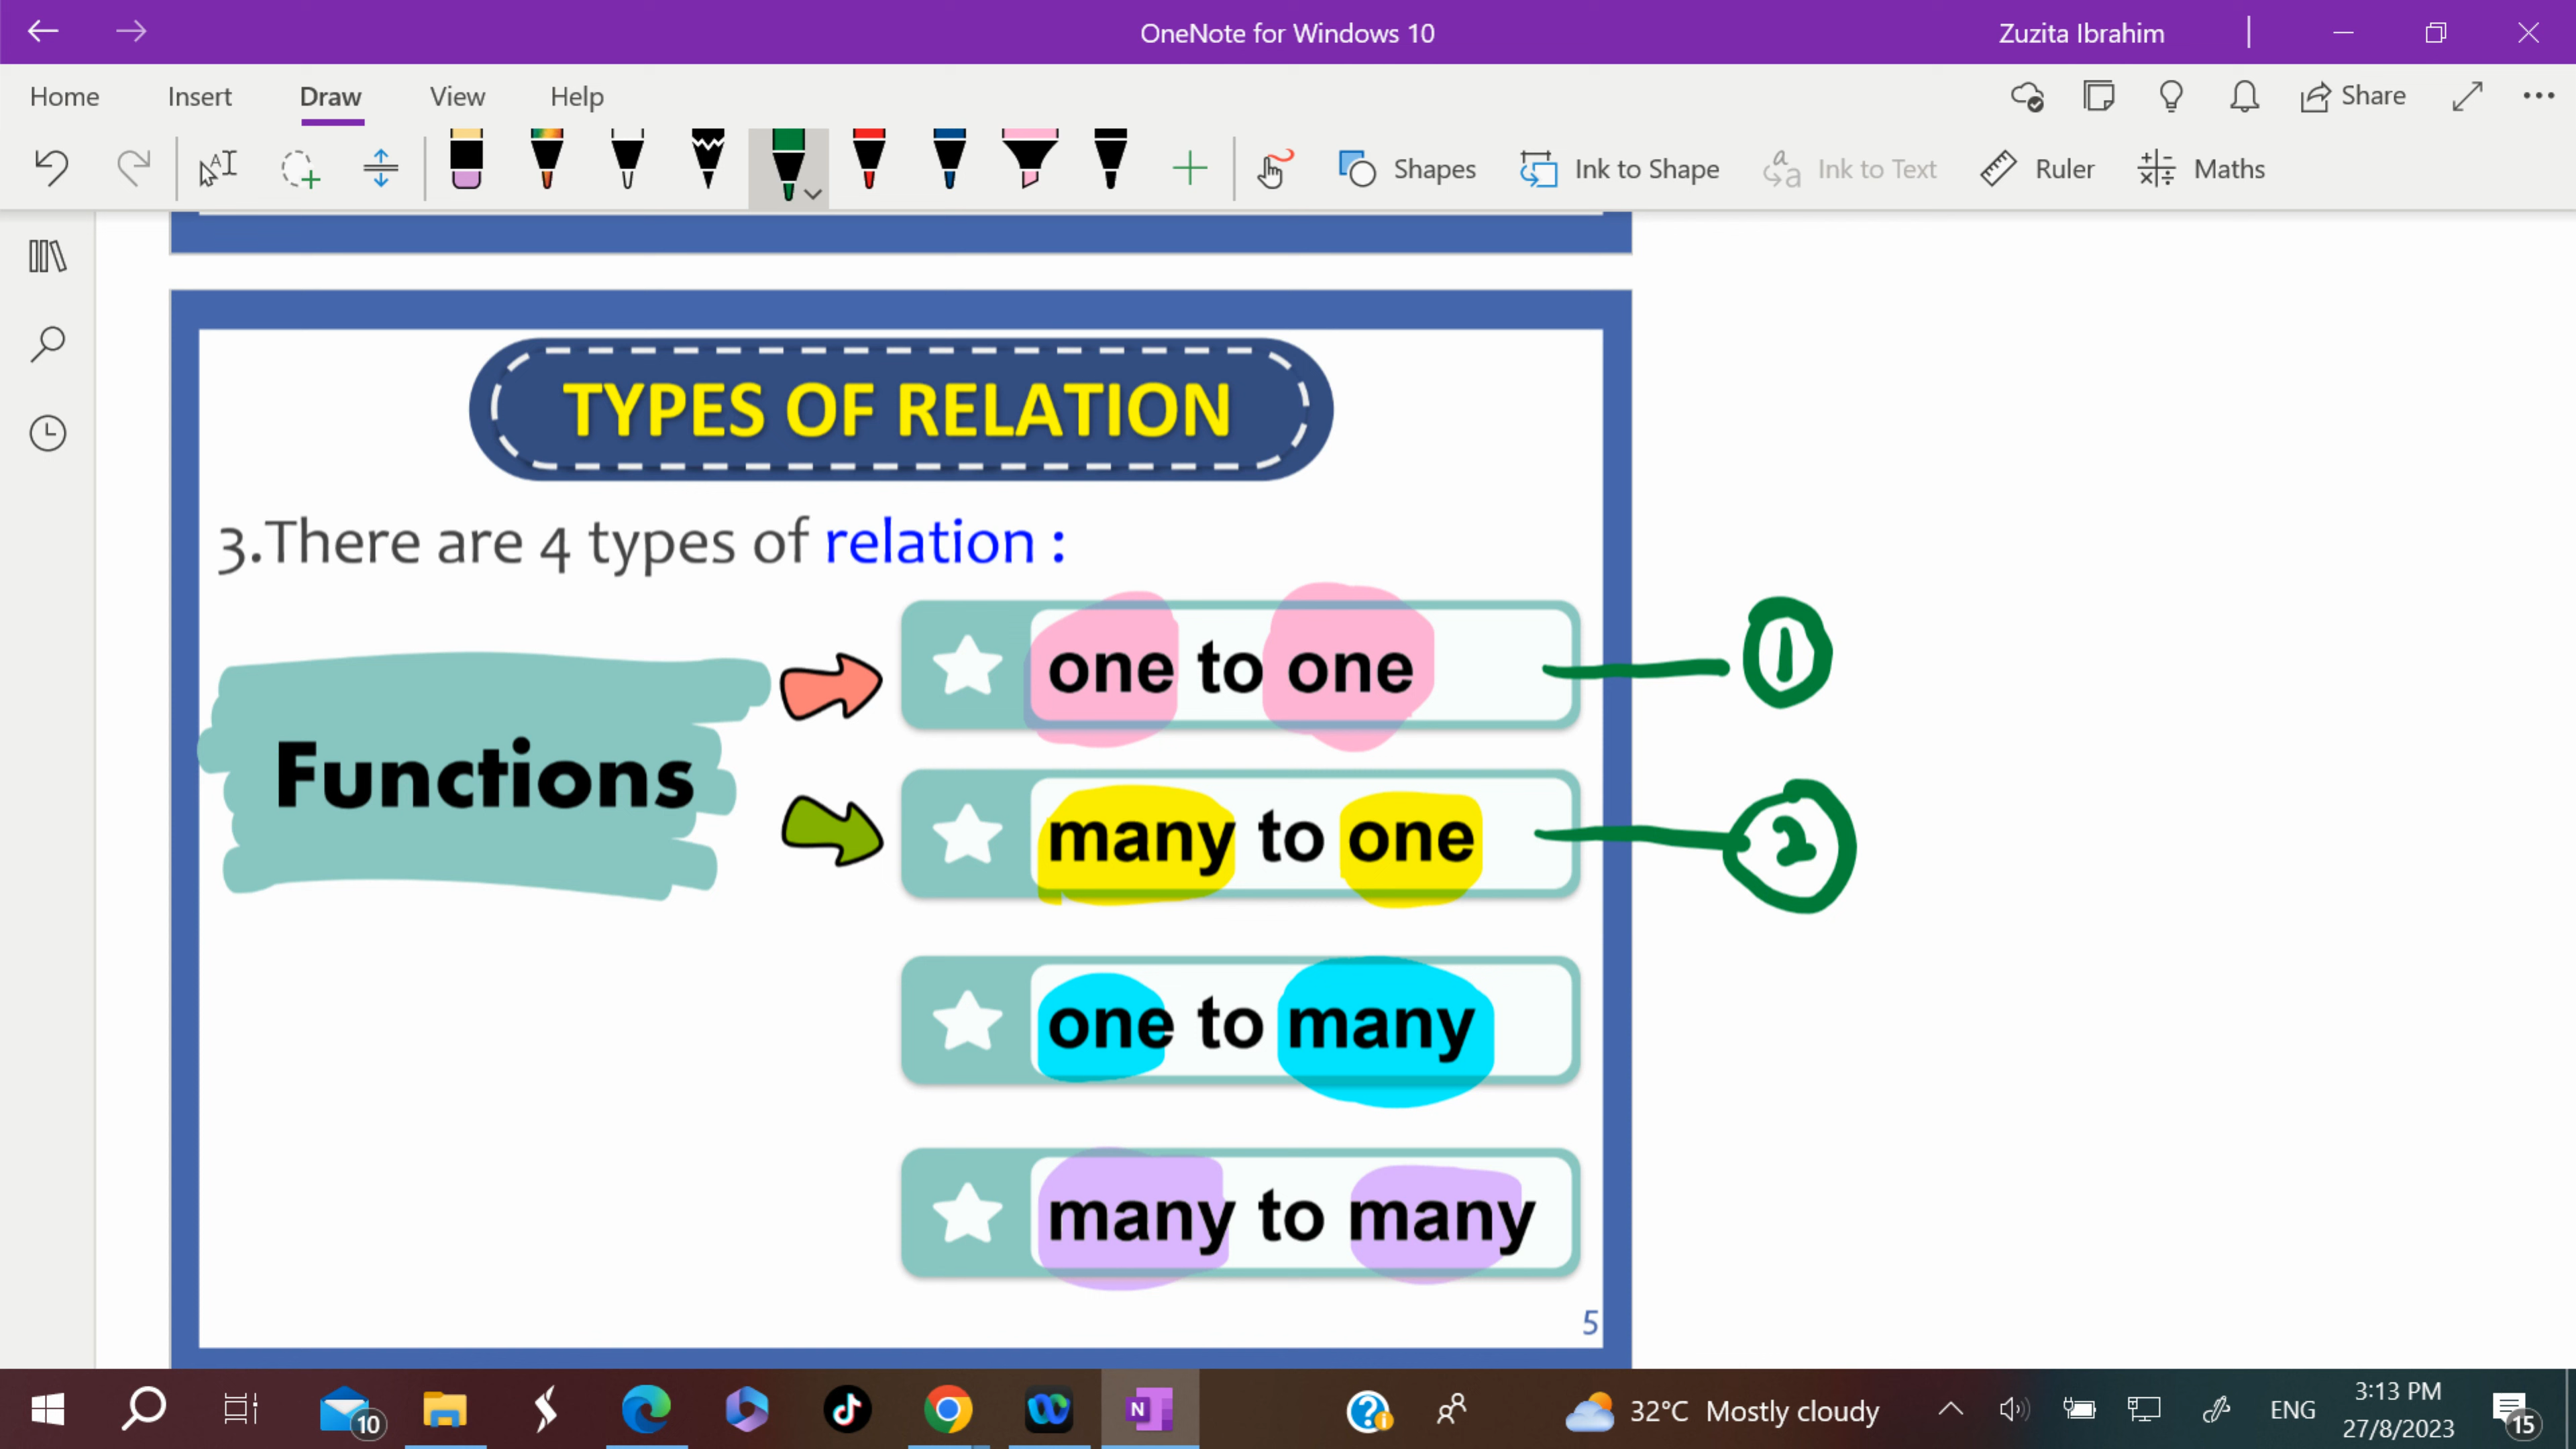 OneNote for Windows 10
Zuzita Ibrahim
Home Insert Draw View Help
Share
Shapes Ink to Shape Ink to Text Ruler Maths
TYPES OF RELATION
3.There are 4 types of relation :
one to one
1
Functions
many to one
2
one to many
many to many
5
10
N
32°C Mostly cloudy
ENG
3:13 PM
27/8/2023
15